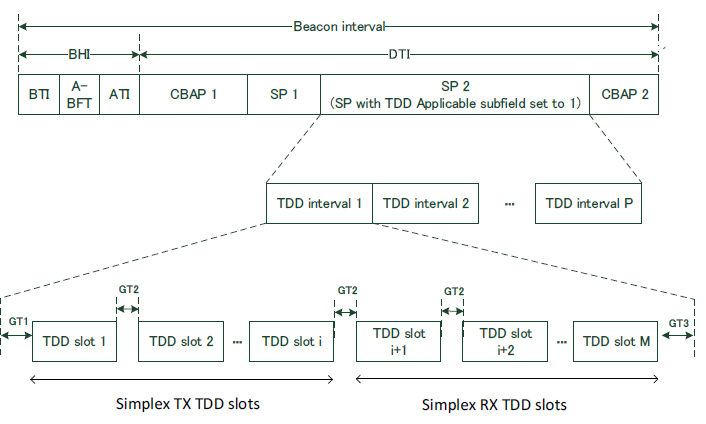 Beacon interval
BHI
DTI
BTI
A-
BFT
ATI
CBAP 1
SP 1
SP 2
(SP with TDD Applicable subfield set to 1)
CBAP 2
TDD interval 1
TDD interval 2
...
TDD interval P
GT1
GT2
GT2
GT2
GT3
TDD slot 1
TDD slot 2
...
TDD slot i
TDD slot
i+1
TDD slot
i+2
...
TDD slot M
Simplex TX TDD slots
Simplex RX TDD slots